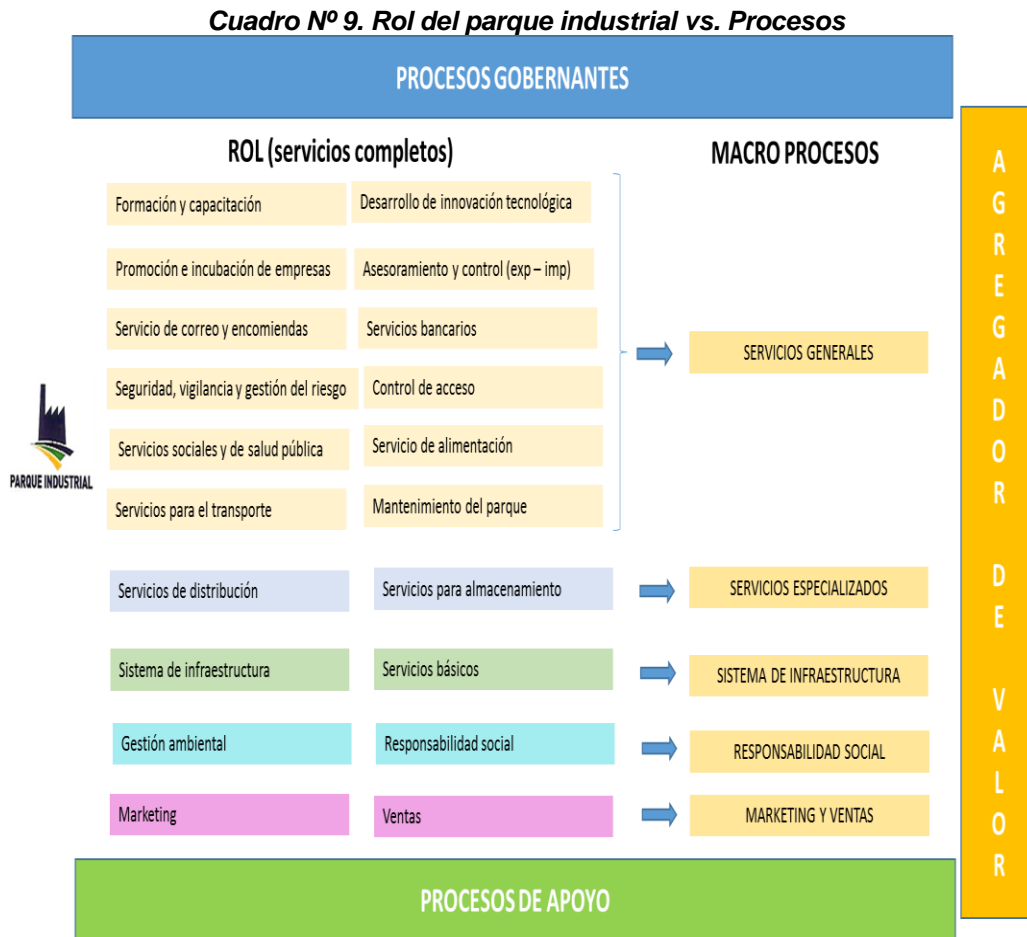 Cuadro Nº 9. Rol del parque industrial vs. Procesos
PROCESOS GOBERNANTES
ROL (servicios completos)
MACRO PROCESOS
Formación y capacitación
Desarrollo de innovación tecnológica
Promoción e incubación de empresas
Asesoramiento y control (exp – imp)
Servicio de correo y encomiendas
Servicios bancarios
SERVICIOS GENERALES
Seguridad, vigilancia y gestión del riesgo
Control de acceso
Servicios sociales y de salud pública
Servicio de alimentación
PARQUE INDUSTRIAL
Servicios para el transporte
Mantenimiento del parque
Servicios de distribución
Servicios para almacenamiento
SERVICIOS ESPECIALIZADOS
Sistema de infraestructura
Servicios básicos
SISTEMA DE INFRAESTRUCTURA
Gestión ambiental
Responsabilidad social
RESPONSABILIDAD SOCIAL
Marketing
Ventas
MARKETING Y VENTAS
AGREGADOR DE VALOR
PROCESOS DE APOYO